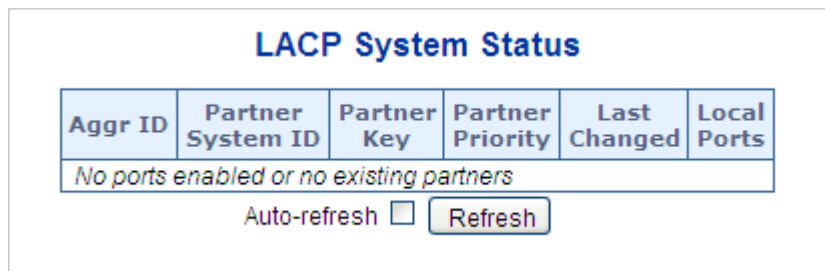 LACP System Status
Aggr ID Partner System ID Partner Key Partner Priority Last Changed Local Ports
No ports enabled or no existing partners
Auto-refresh Refresh